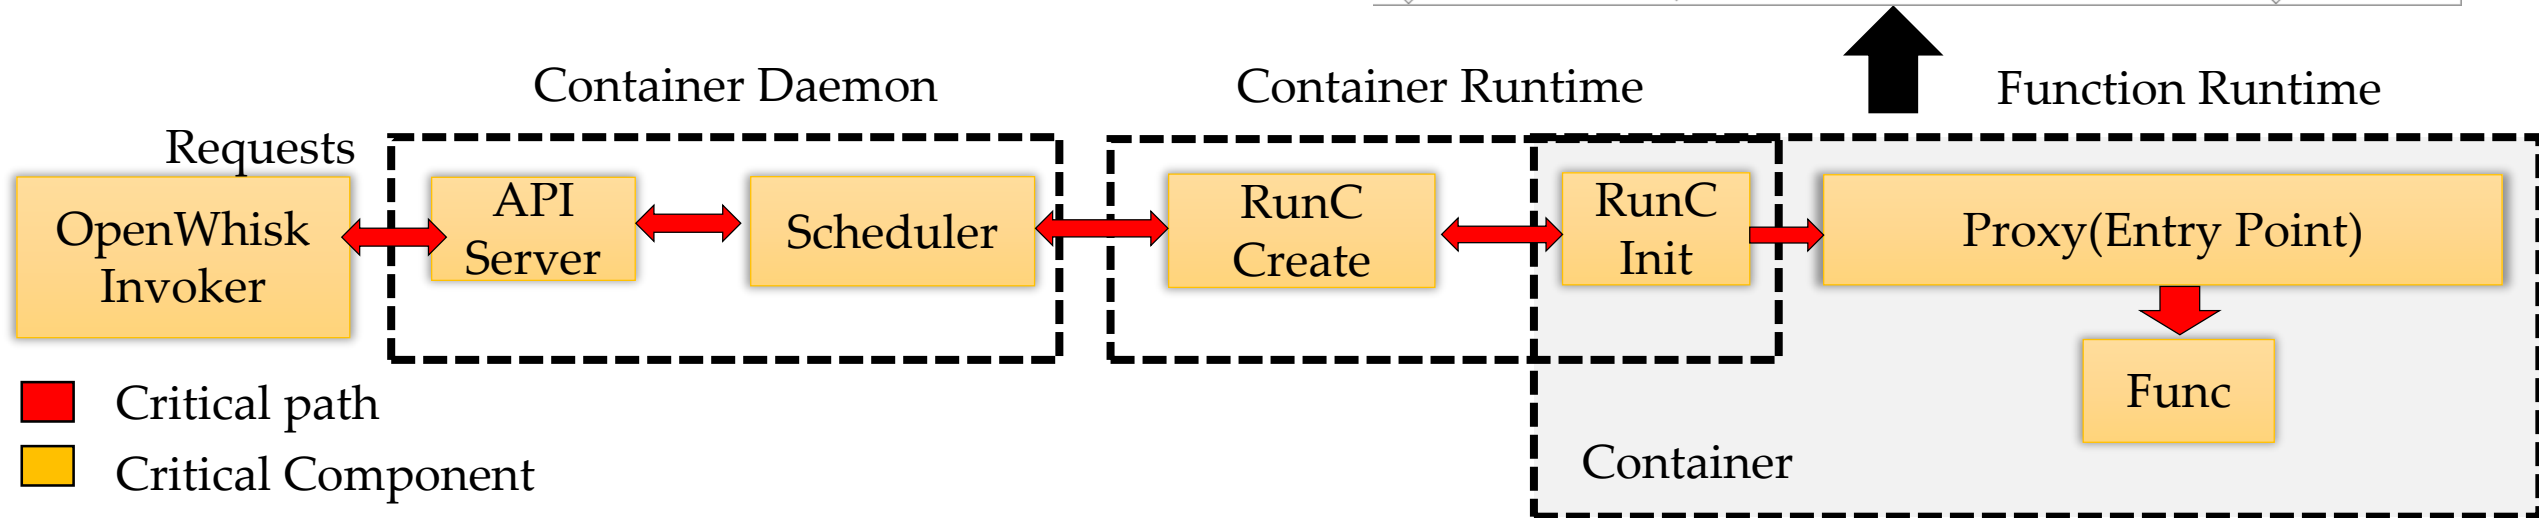 Container Daemon
Container Runtime
Function Runtime
Requests
OpenWhisk
Invoker
API
Server
Scheduler
RunC
Create
RunC
Init
Proxy(Entry Point)
Func
Container
Critical path
Critical Component